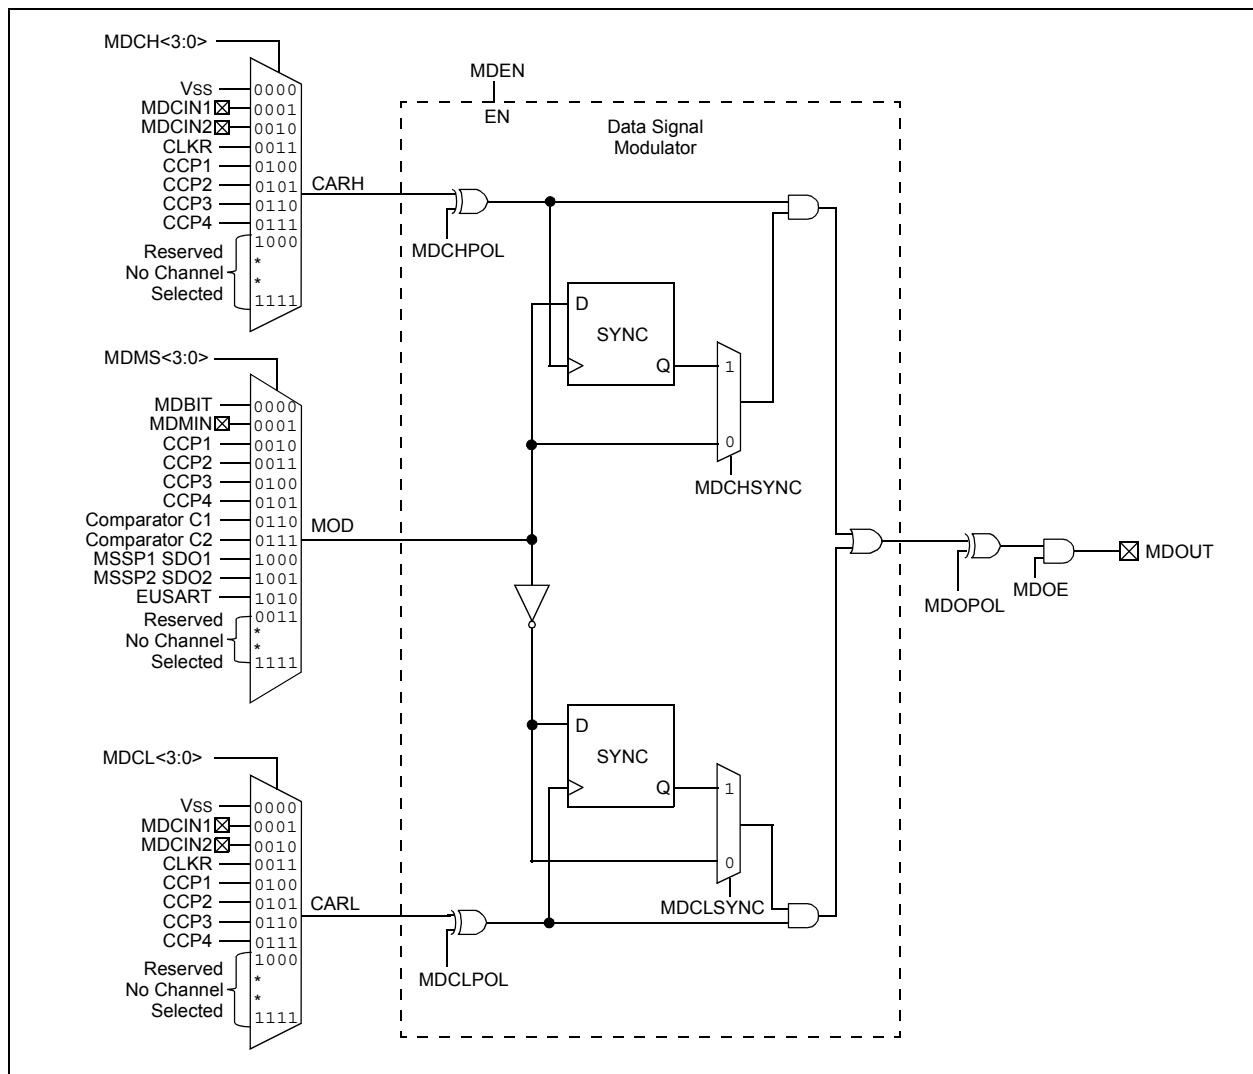 MDCH<3:0>
VSS 0000
MDCIN1 0001
MDCIN2 0010
CLKR 0011
CCP1 0100
CCP2 0101
CCP3 0110
CCP4 0111
1000
Reserved
*
No Channel
*
Selected
1111
CARH
MDEN
EN
Data Signal
Modulator
MDCHPOL
D
SYNC
Q
1
0
MDCHSYNC
MDMS<3:0>
MDBIT 0000
MDMIN 0001
CCP1 0010
CCP2 0011
CCP3 0100
CCP4 0101
Comparator C1 0110
Comparator C2 0111
MSSP1 SDO1 1000
MSSP2 SDO2 1001
EUSART 1010
0011
Reserved
*
No Channel
*
Selected
1111
MOD
MDOPOL
MDOE
MDOUT
D
SYNC
Q
1
0
MDCLSYNC
MDCL<3:0>
VSS 0000
MDCIN1 0001
MDCIN2 0010
CLKR 0011
CCP1 0100
CCP2 0101
CCP3 0110
CCP4 0111
1000
Reserved
*
No Channel
*
Selected
1111
CARL
MDCLPOL